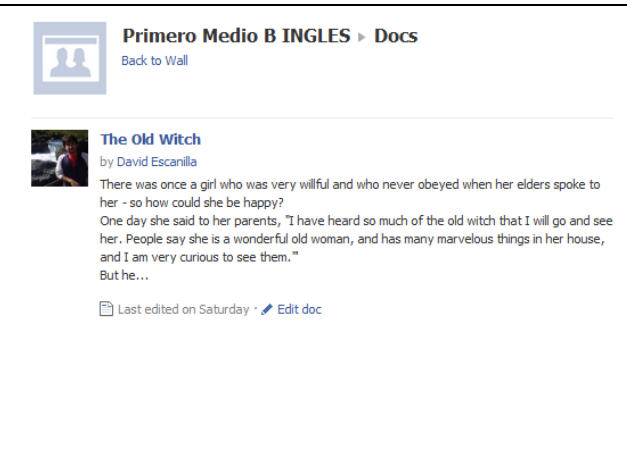 Primero Medio B INGLES ▸ Docs
Back to Wall
The Old Witch
by David Escanilla
There was once a girl who was very willful and who never obeyed when her elders spoke to
her - so how could she be happy?
One day she said to her parents, "I have heard so much of the old witch that I will go and see
her. People say she is a wonderful old woman, and has many marvelous things in her house,
and I am very curious to see them."
But he...
Last edited on Saturday · Edit doc